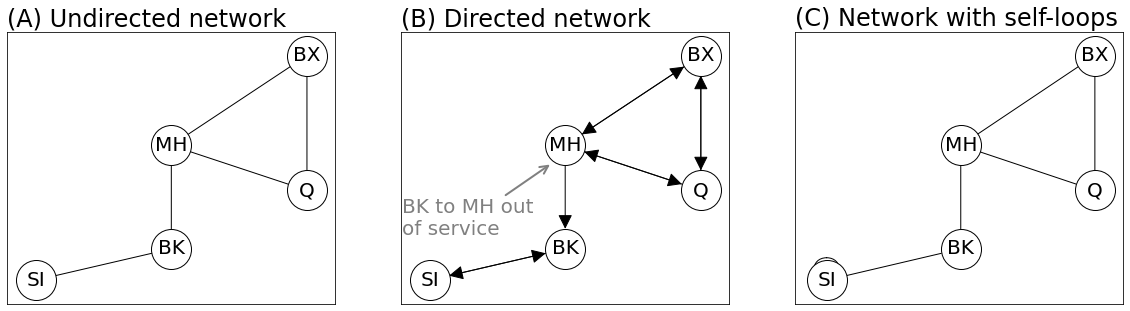 (A) Undirected network
BX
MH
Q
BK
SI
(B) Directed network
BX
MH
Q
BK to MH out
of service
BK
SI
(C) Network with self-loops
BX
MH
Q
BK
SI